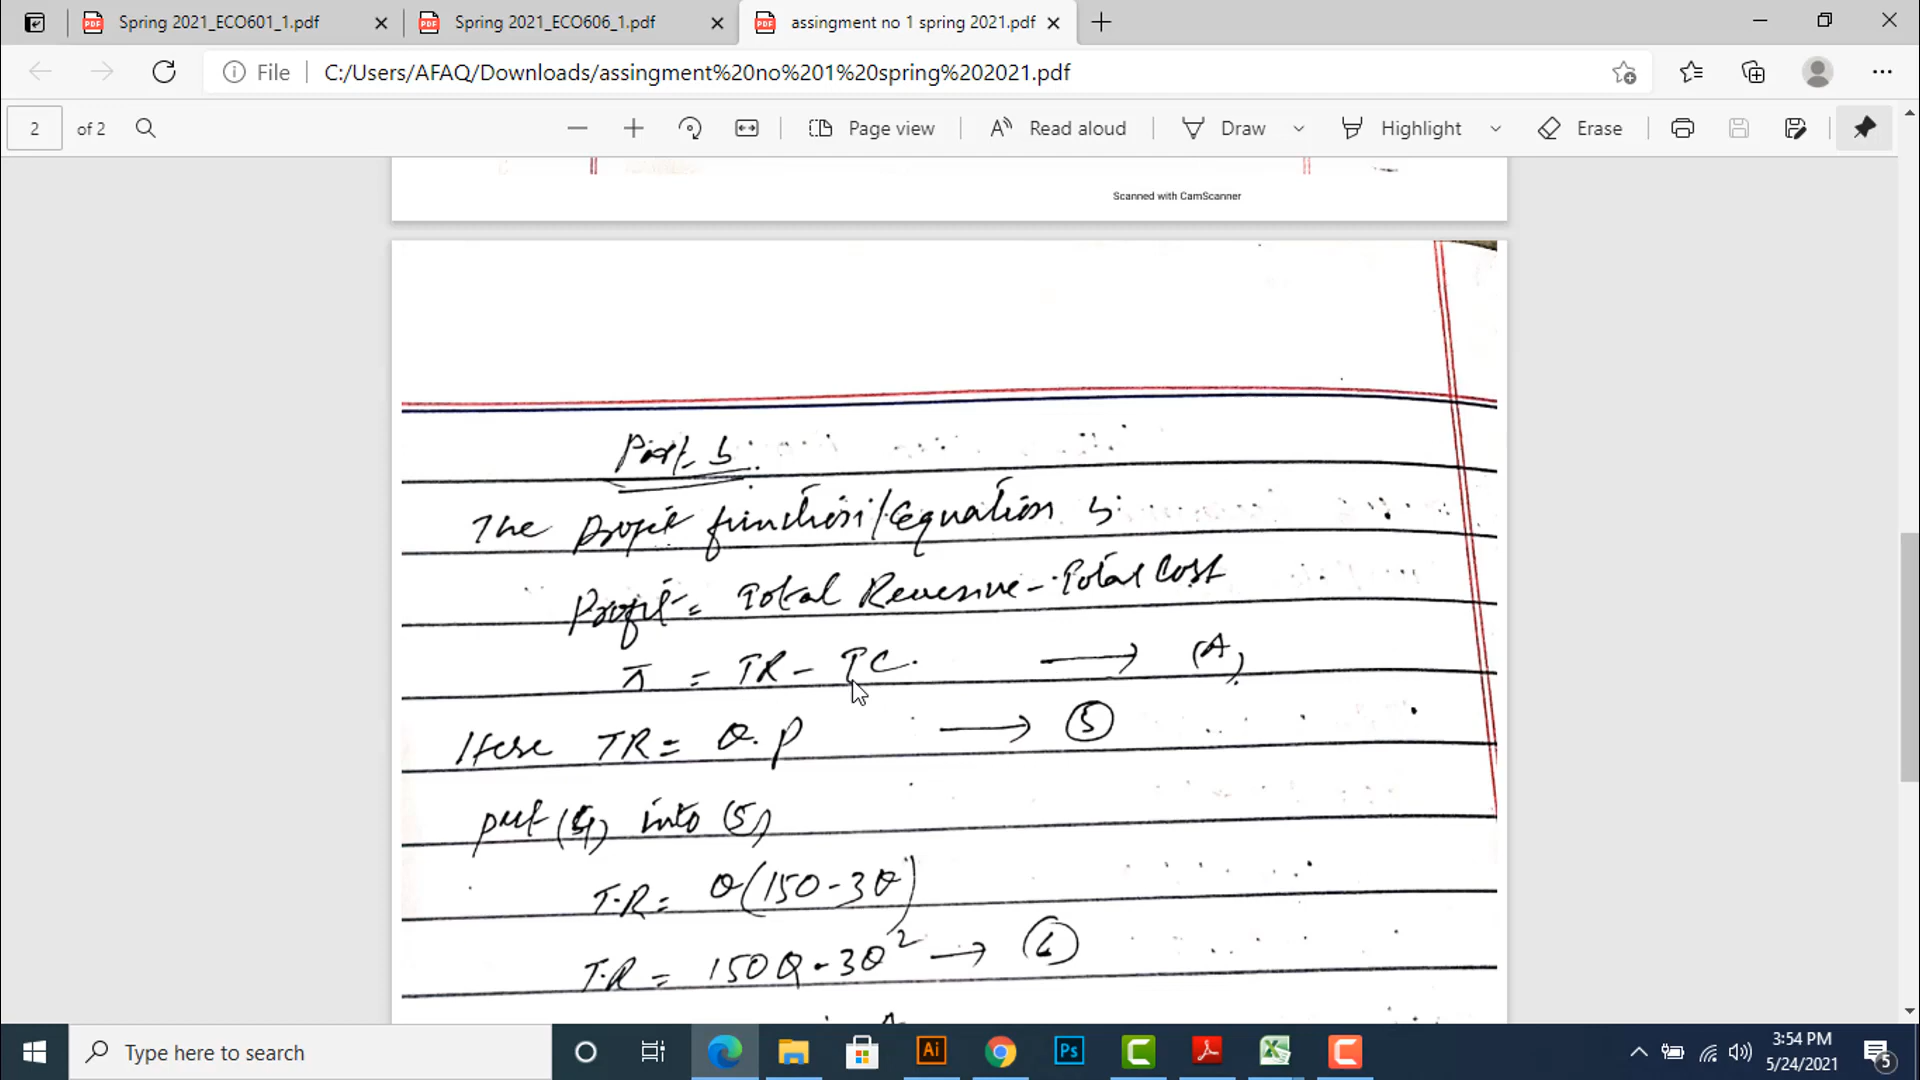 Spring 2021_ECO601_1.pdf
Spring 2021_ECO606_1.pdf
assingment no 1 spring 2021.pdf
File
C:/Users/AFAQ/Downloads/assingment%20no%201%20spring%202021.pdf
2 of 2
Page view
Read aloud
Draw
Highlight
Erase
Scanned with CamScanner
Part b
The profit function/Equation is
Profit = Total Revenue - Total Cost
π = TR - TC. → (A)
Here TR = Q.P → (5)
put (4) into (5)
T.R = Q(150-3Q)
T.R = 150Q - 3Q² → (6)
Type here to search
Ai
Ps
3:54 PM
5/24/2021
5